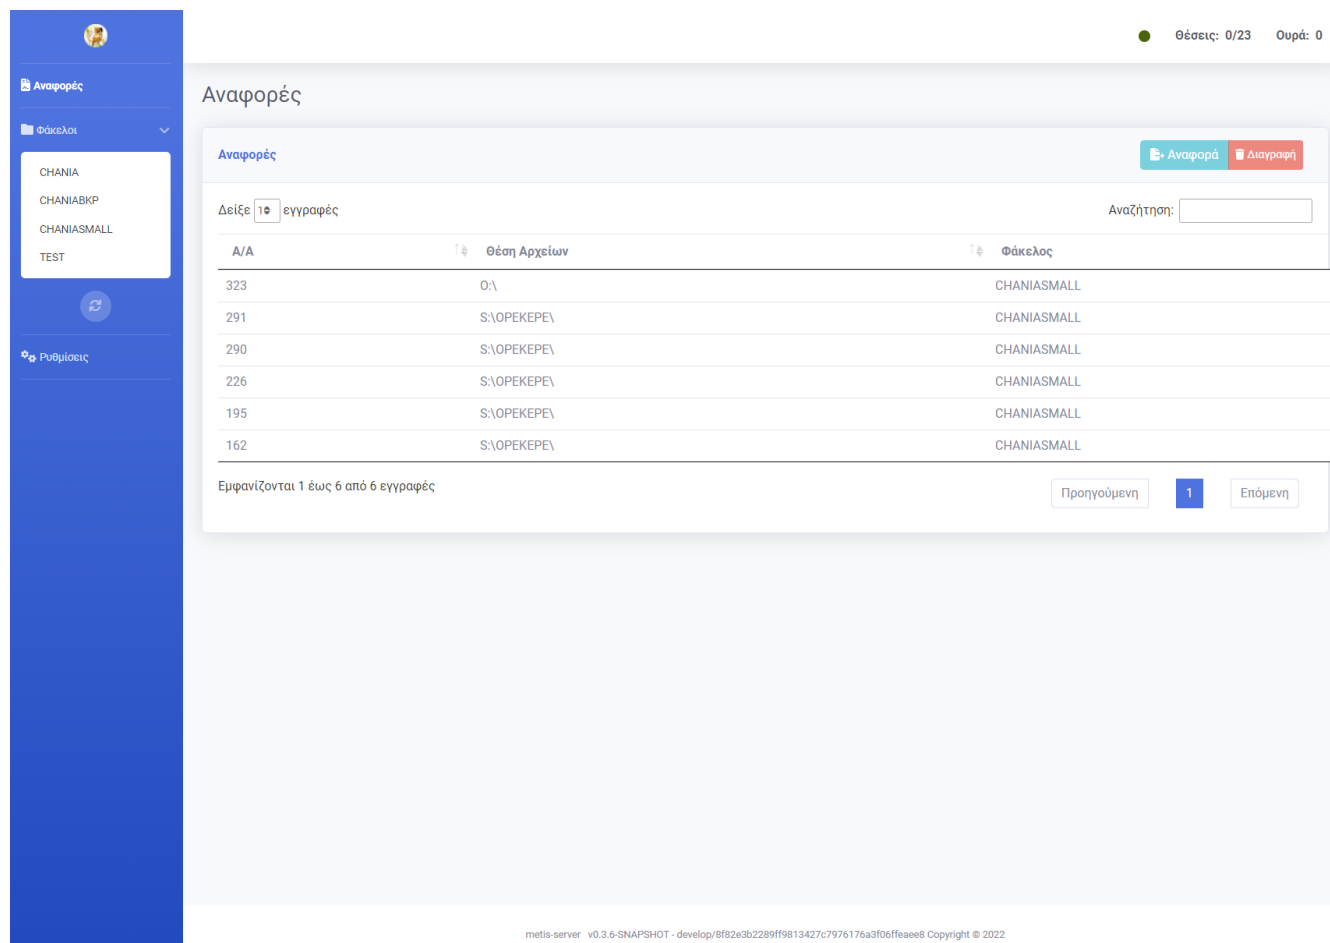 Θέσεις: 0/23 Ουρά: 0
Αναφορές
Φάκελοι
CHANIA
CHANIABKP
CHANIASMALL
TEST
Ρυθμίσεις
Αναφορές
Αναφορές
Αναφορά Διαγραφή
Δείξε 10 εγγραφές
Αναζήτηση:
Α/Α Θέση Αρχείων Φάκελος
323 O:\ CHANIASMALL
291 S:\OPEKEPE\ CHANIASMALL
290 S:\OPEKEPE\ CHANIASMALL
226 S:\OPEKEPE\ CHANIASMALL
195 S:\OPEKEPE\ CHANIASMALL
162 S:\OPEKEPE\ CHANIASMALL
Εμφανίζονται 1 έως 6 από 6 εγγραφές
Προηγούμενη 1 Επόμενη
metis-server v0.3.6-SNAPSHOT - develop/8f82e3b2289ff9813427c7976176a3f06ffeaee8 Copyright © 2022